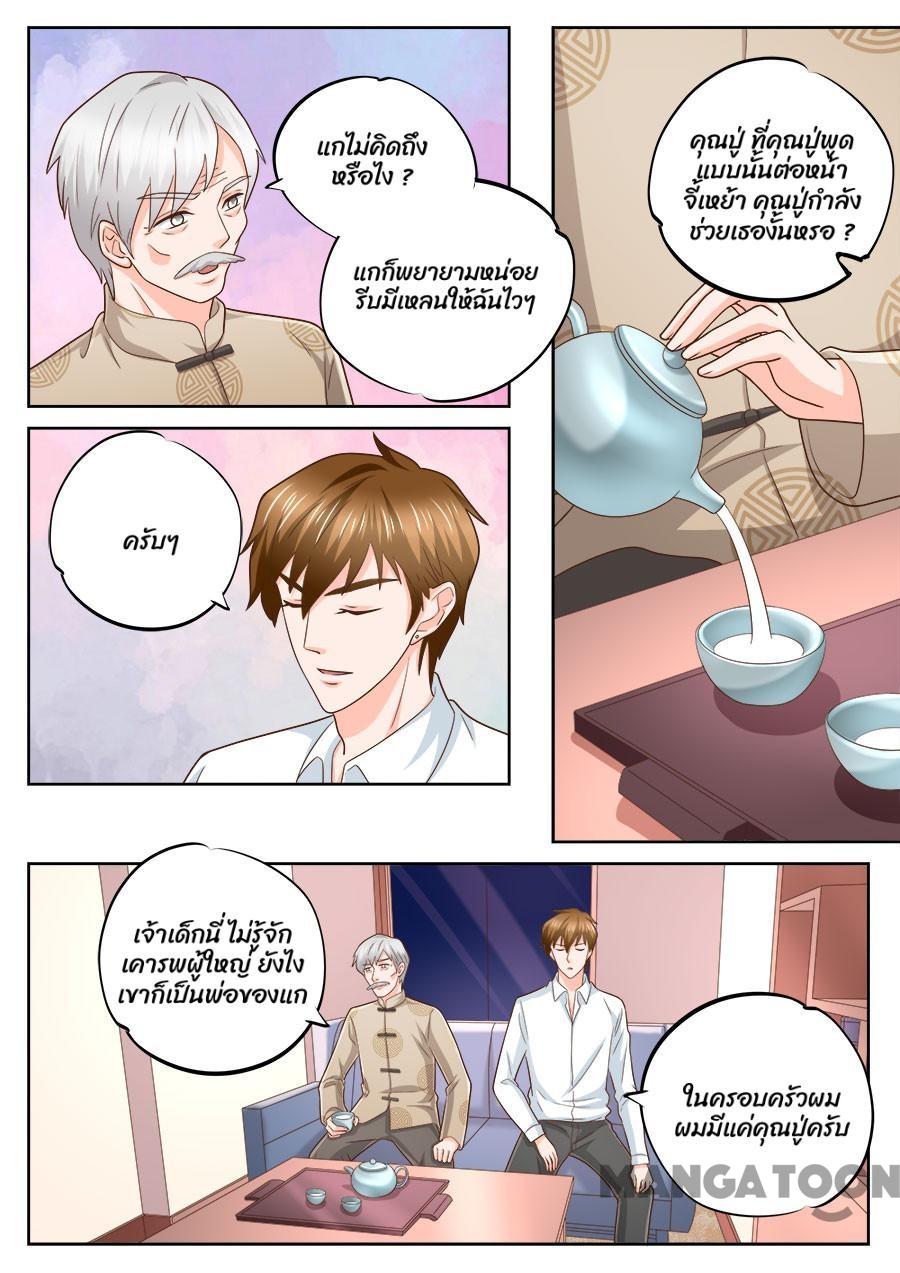 แกไม่คิดถึง
หรือไง ?
แกก็พยายามหน่อย
รีบมีเหลนให้ฉันไวๆ
คุณปู่ ที่คุณปู่พูด
แบบนั้นต่อหน้า
จี้เหย้า คุณปู่กำลัง
ช่วยเธองั้นหรอ ?
ครับๆ
เจ้าเด็กนี่ ไม่รู้จัก
เคารพผู้ใหญ่ ยังไง
เขาก็เป็นพ่อของแก
ในครอบครัวผม
ผมมีแค่คุณปู่ครับ
MANGATOON